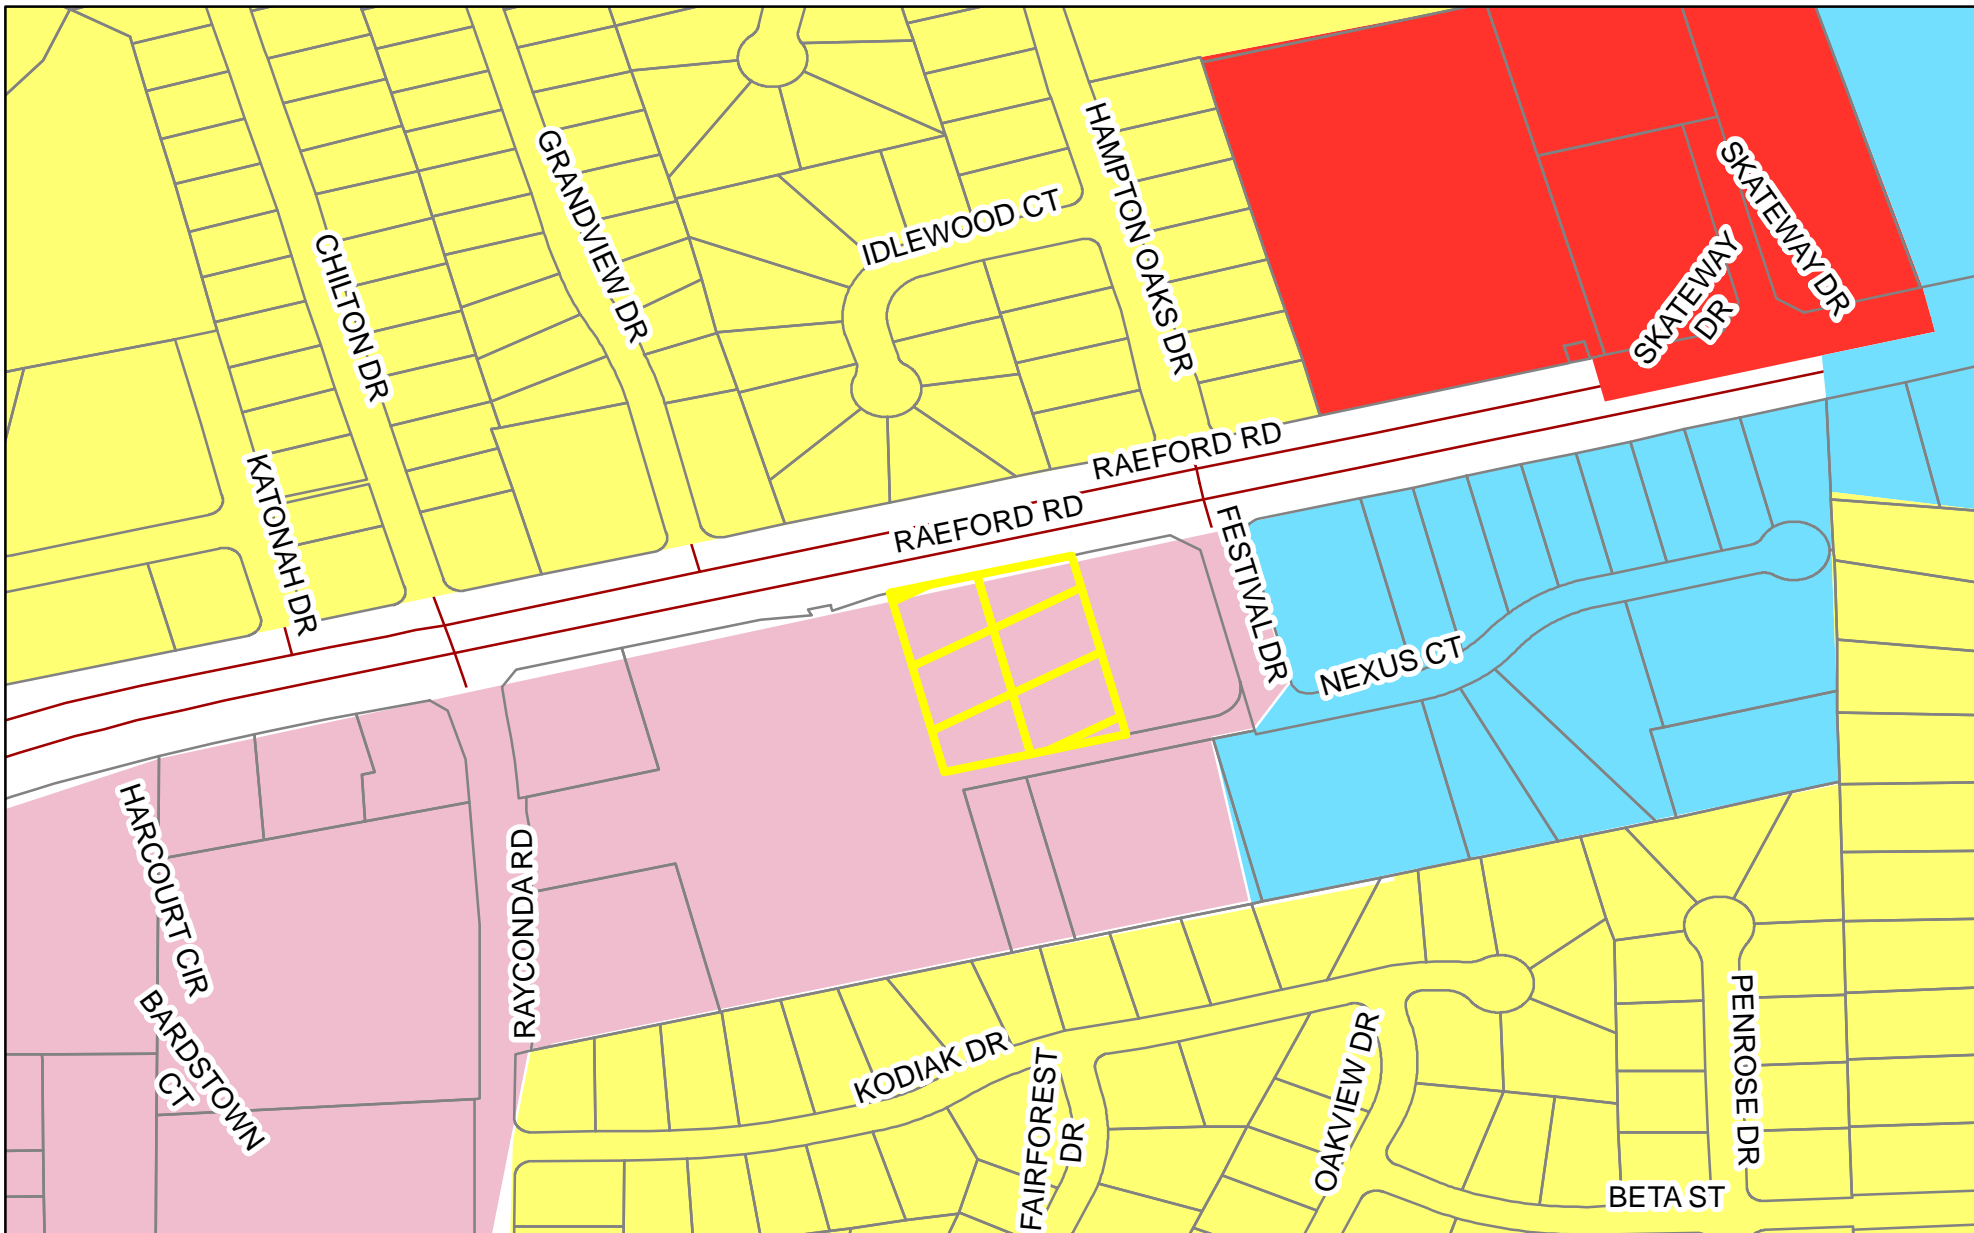 SKATEWAY DR
HAMPTON OAKS DR
GRANDVIEW DR
IDLEWOOD CT
CHILTON DR
SKATEWAY
DR
RAEFORD RD
KATONAH DR
RAEFORD RD
FESTIVAL DR
NEXUS CT
HARCOURT CIR
RAYCONDA RD
BARDSTOWN
CT
KODIAK DR
PENROSE DR
OAKVIEW DR
FAIRFOREST
DR
BETA ST